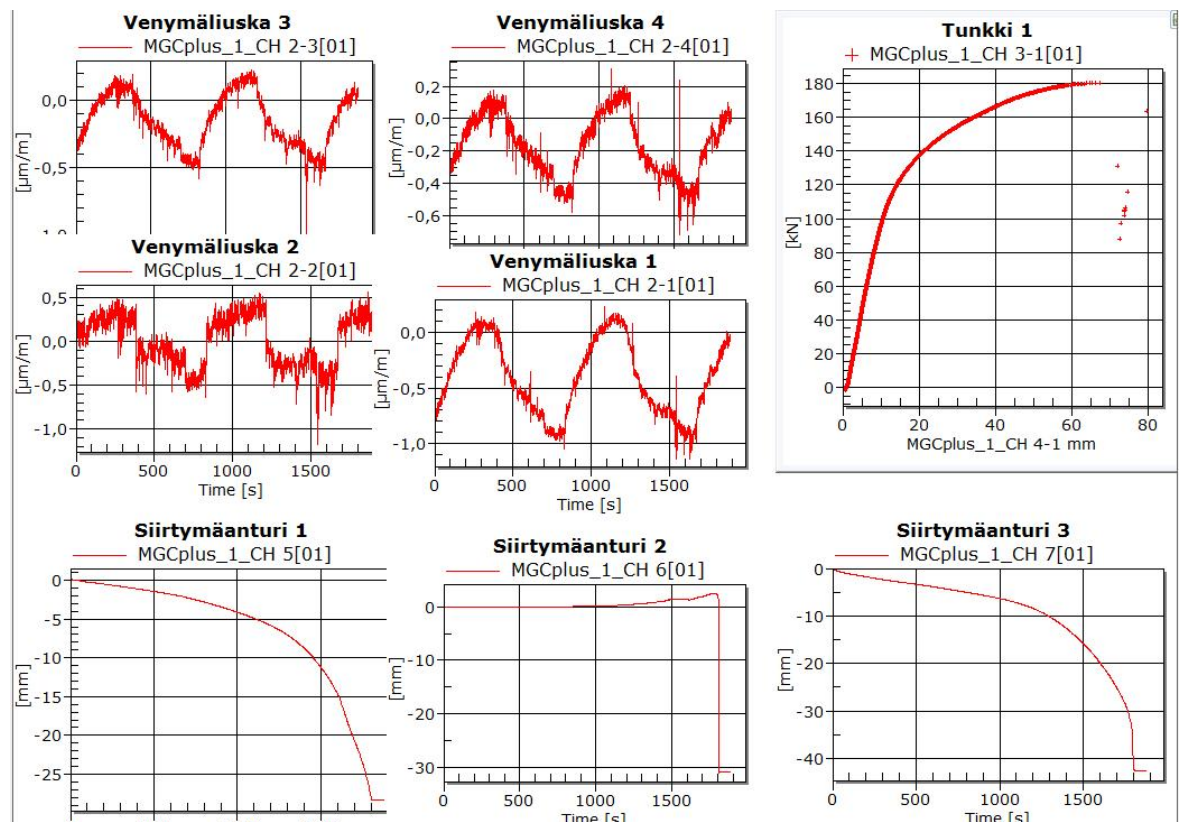 Venymäliuska 3
MGCplus_1_CH 2-3[01]
0,0
-0,5
[µm/m]
Venymäliuska 4
MGCplus_1_CH 2-4[01]
0,2
0,0
-0,2
-0,4
-0,6
[µm/m]
Tunkki 1
MGCplus_1_CH 3-1[01]
180
160
140
120
100
80
60
40
20
0
[kN]
0 20 40 60 80
MGCplus_1_CH 4-1 mm
Venymäliuska 2
MGCplus_1_CH 2-2[01]
0,5
0,0
-0,5
-1,0
[µm/m]
0 500 1000 1500
Time [s]
Venymäliuska 1
MGCplus_1_CH 2-1[01]
0,0
-0,5
-1,0
[µm/m]
0 500 1000 1500
Time [s]
Siirtymäanturi 1
MGCplus_1_CH 5[01]
0
-5
-10
-15
-20
-25
[mm]
Siirtymäanturi 2
MGCplus_1_CH 6[01]
0
-10
-20
-30
[mm]
0 500 1000 1500
Time [s]
Siirtymäanturi 3
MGCplus_1_CH 7[01]
0
-10
-20
-30
-40
[mm]
0 500 1000 1500
Time [s]